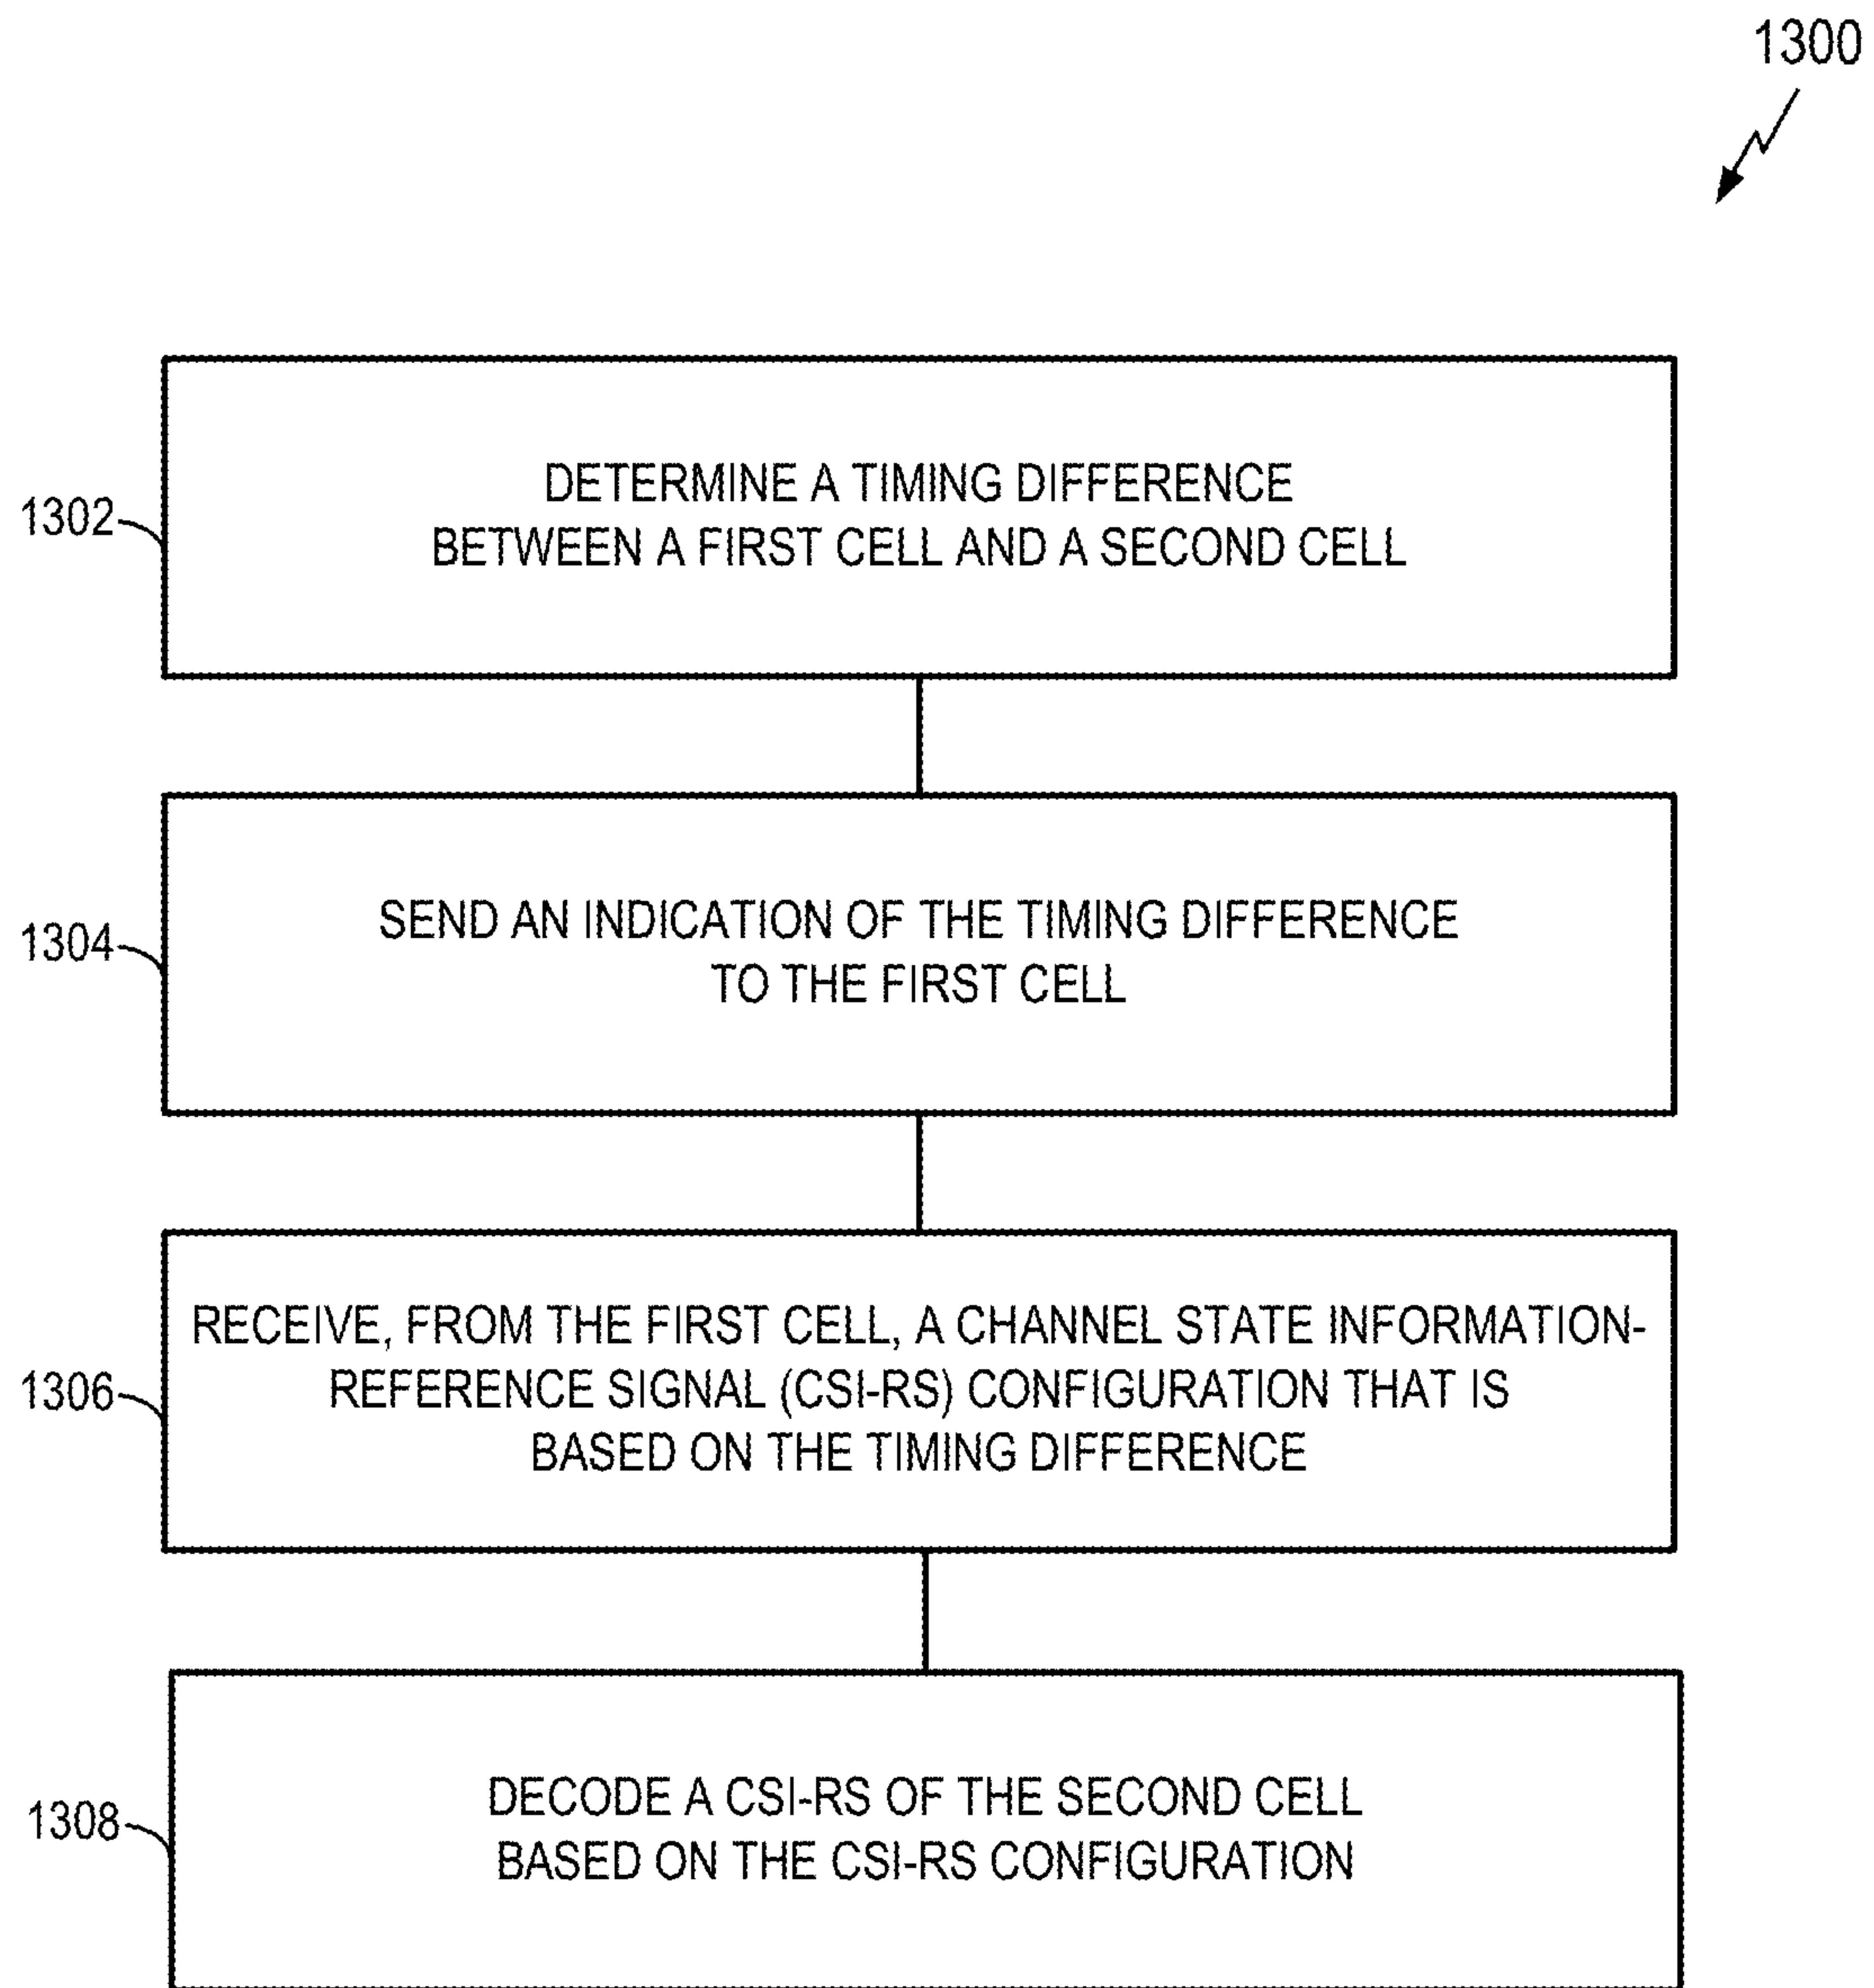 1300
1302
DETERMINE A TIMING DIFFERENCE
BETWEEN A FIRST CELL AND A SECOND CELL
1304
SEND AN INDICATION OF THE TIMING DIFFERENCE
TO THE FIRST CELL
1306
RECEIVE, FROM THE FIRST CELL, A CHANNEL STATE INFORMATION-
REFERENCE SIGNAL (CSI-RS) CONFIGURATION THAT IS
BASED ON THE TIMING DIFFERENCE
1308
DECODE A CSI-RS OF THE SECOND CELL
BASED ON THE CSI-RS CONFIGURATION